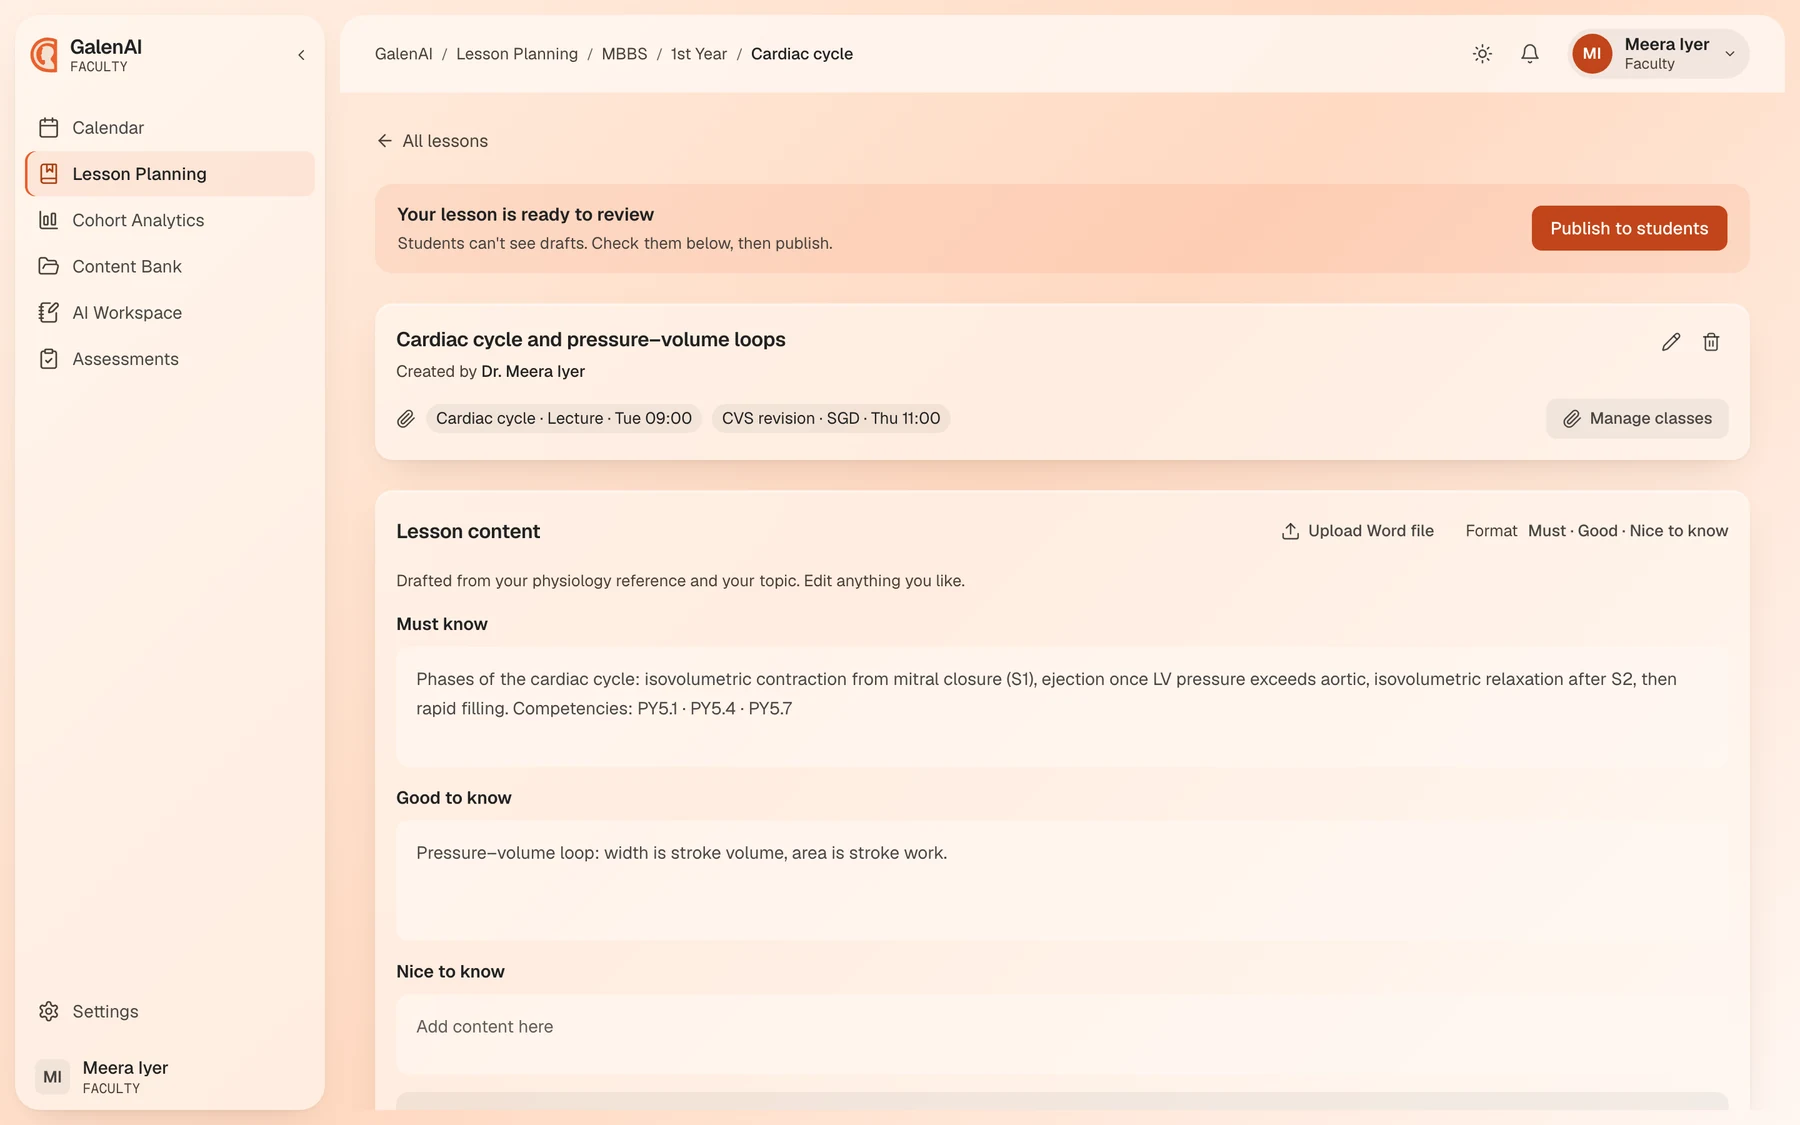 GalenAI
FACULTY
Calendar
Lesson Planning
Cohort Analytics
Content Bank
AI Workspace
Assessments
Settings
MI
Meera Iyer
FACULTY
GalenAI / Lesson Planning / MBBS / 1st Year / Cardiac cycle
MI
Meera Iyer
Faculty
All lessons
Your lesson is ready to review
Students can't see drafts. Check them below, then publish.
Publish to students
Cardiac cycle and pressure–volume loops
Created by Dr. Meera Iyer
Cardiac cycle · Lecture · Tue 09:00
CVS revision · SGD · Thu 11:00
Manage classes
Lesson content
Upload Word file
Format Must · Good · Nice to know
Drafted from your physiology reference and your topic. Edit anything you like.
Must know
Phases of the cardiac cycle: isovolumetric contraction from mitral closure (S1), ejection once LV pressure exceeds aortic, isovolumetric relaxation after S2, then
rapid filling. Competencies: PY5.1 · PY5.4 · PY5.7
Good to know
Pressure–volume loop: width is stroke volume, area is stroke work.
Nice to know
Add content here